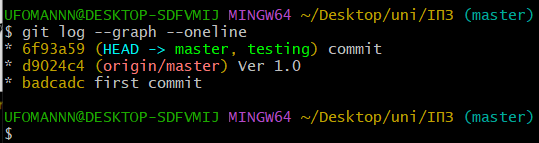 UFOMANNN@DESKTOP-SDFVMIJ MINGW64 ~/Desktop/uni/ІПЗ (master)
$ git log --graph --oneline
* 6f93a59 (HEAD -> master, testing) commit
* d9024c4 (origin/master) Ver 1.0
* badcadc first commit
UFOMANNN@DESKTOP-SDFVMIJ MINGW64 ~/Desktop/uni/ІПЗ (master)
$